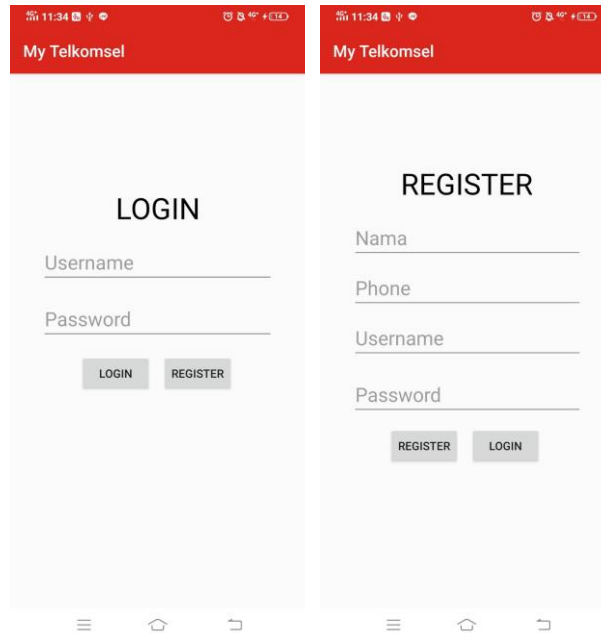 11:34
My Telkomsel
LOGIN
Username
Password
LOGIN REGISTER
11:34
My Telkomsel
REGISTER
Nama
Phone
Username
Password
REGISTER LOGIN